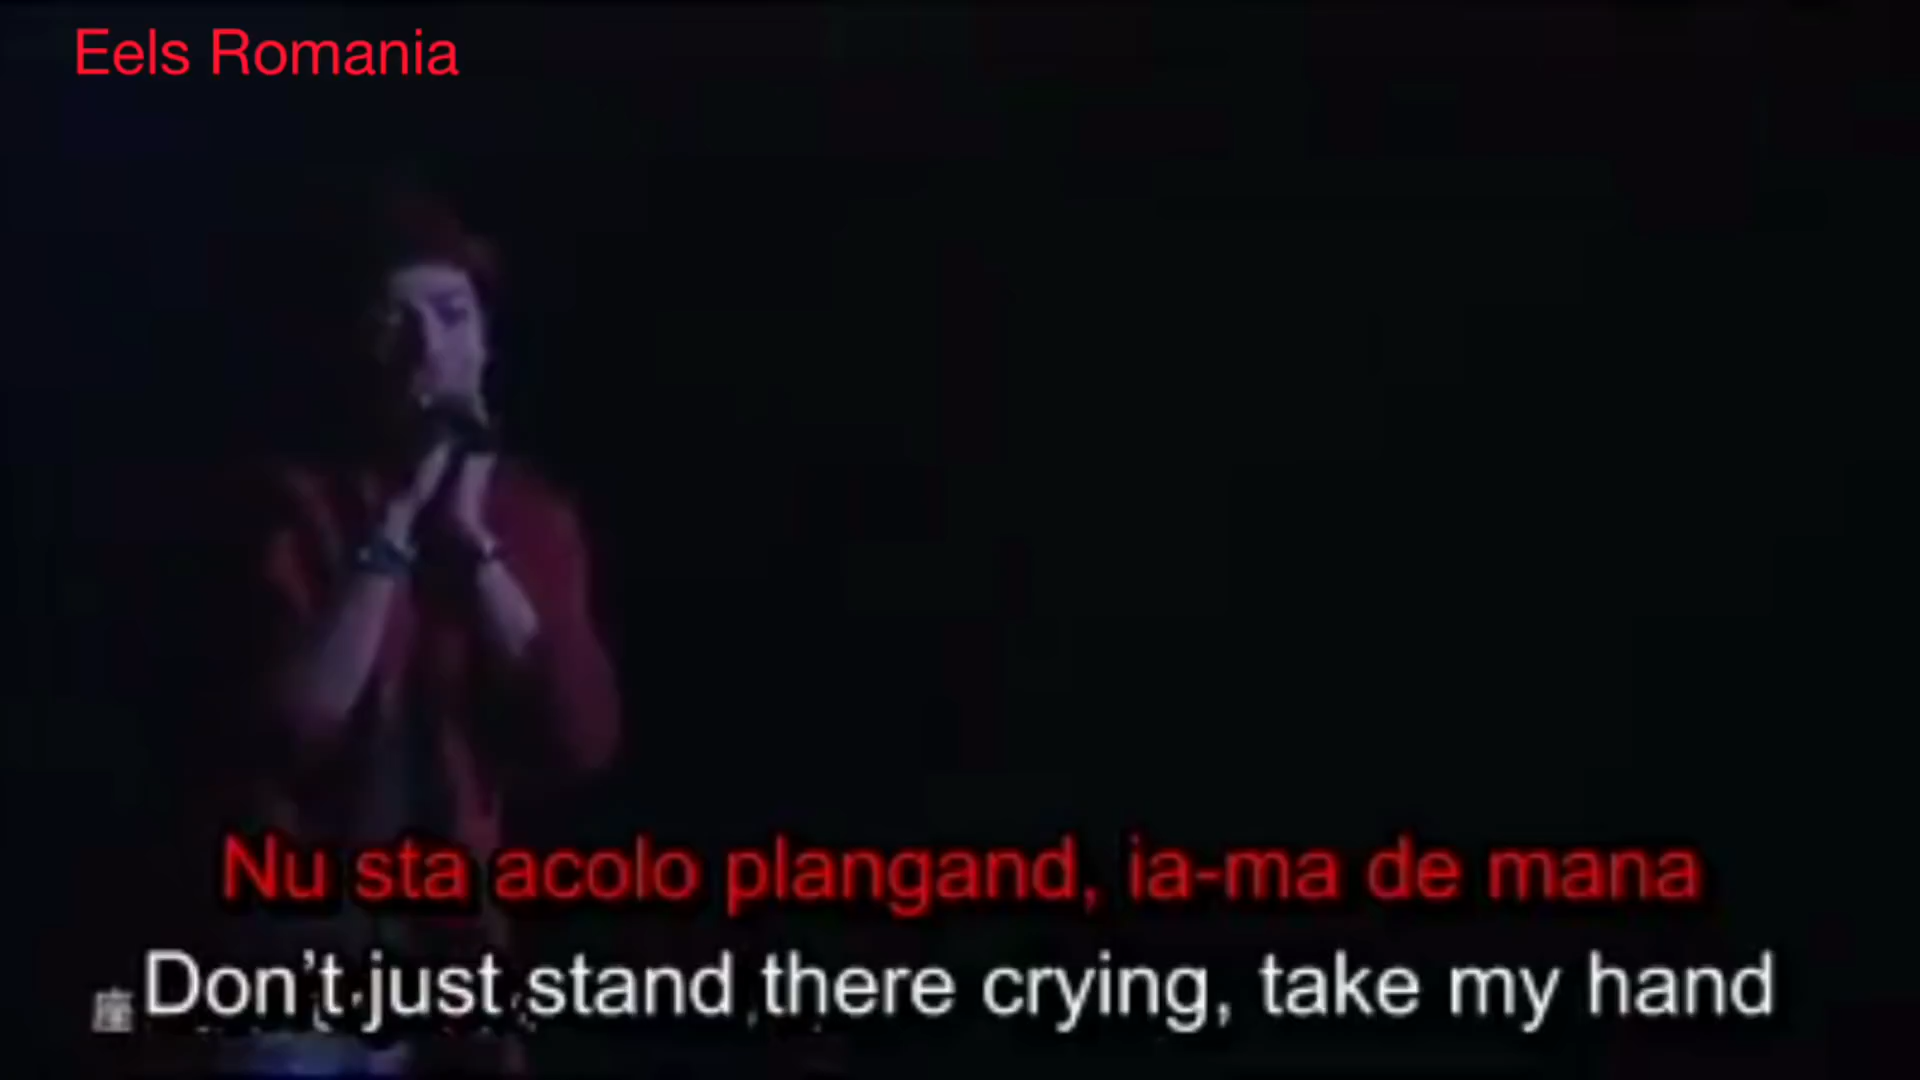 Eels Romania
Nu sta acolo plangand, ia-ma de mana
Don't just stand there crying, take my hand